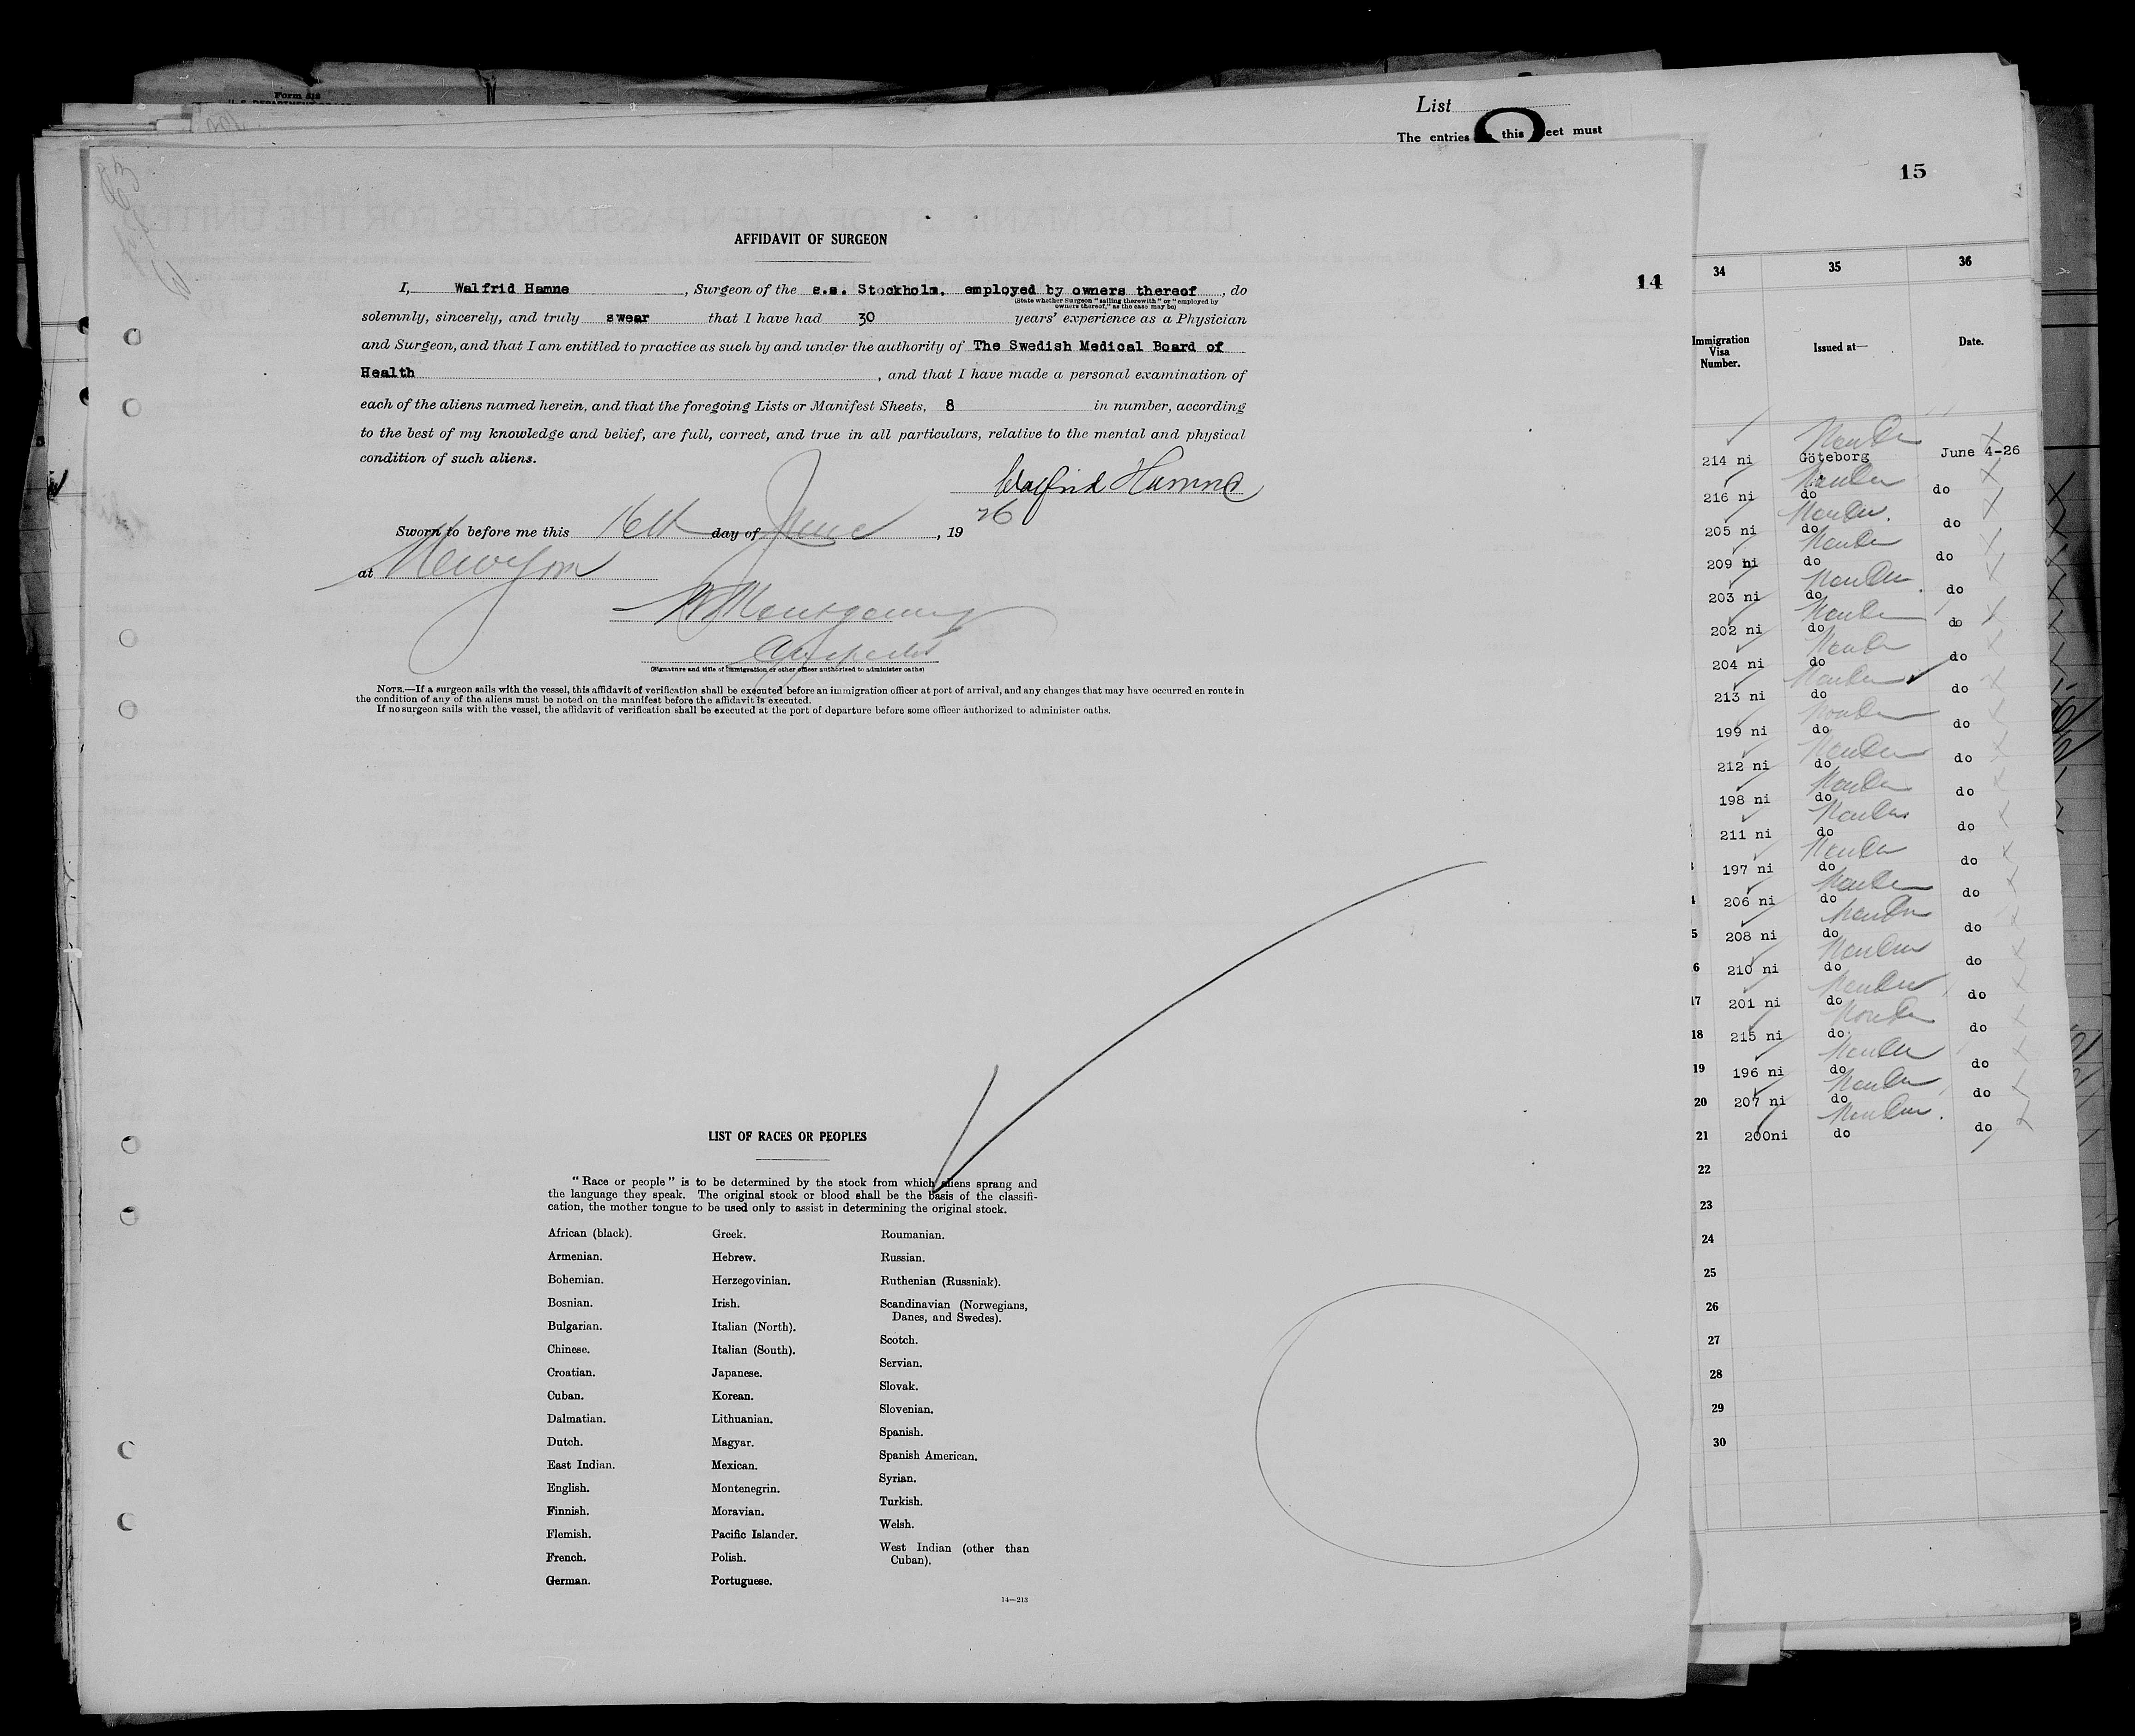 Form 818
List
The entries this eet must
15
14
AFFIDAVIT OF SURGEON
I, Walfrid Hamne, Surgeon of the s.s. Stockholm, employed by owners thereof, do
(State whether Surgeon "sailing therewith" or "employed by
owners thereof," as the case may be)
solemnly, sincerely, and truly swear that I have had 30 years' experience as a Physician
and Surgeon, and that I am entitled to practice as such by and under the authority of The Swedish Medical Board of
Health, and that I have made a personal examination of
each of the aliens named herein, and that the foregoing Lists or Manifest Sheets, 8 in number, according
to the best of my knowledge and belief, are full, correct, and true in all particulars, relative to the mental and physical
condition of such aliens.
Walfrid Hamne
Sworn to before me this 16th day of June, 1926
at New York
Montgomery
(Signature and title of immigration or other officer authorized to administer oaths)
NOTE.—If a surgeon sails with the vessel, this affidavit of verification shall be executed before an immigration officer at port of arrival, and any changes that may have occurred en route in
the condition of any of the aliens must be noted on the manifest before the affidavit is executed.
If no surgeon sails with the vessel, the affidavit of verification shall be executed at the port of departure before some officer authorized to administer oaths.
LIST OF RACES OR PEOPLES
"Race or people" is to be determined by the stock from which aliens sprang and
the language they speak. The original stock or blood shall be the basis of the classifi-
cation, the mother tongue to be used only to assist in determining the original stock.
African (black).
Armenian.
Bohemian.
Bosnian.
Bulgarian.
Chinese.
Croatian.
Cuban.
Dalmatian.
Dutch.
East Indian.
English.
Finnish.
Flemish.
French.
German.
Greek.
Hebrew.
Herzegovinian.
Irish.
Italian (North).
Italian (South).
Japanese.
Korean.
Lithuanian.
Magyar.
Mexican.
Montenegrin.
Moravian.
Pacific Islander.
Polish.
Portuguese.
Roumanian.
Russian.
Ruthenian (Russniak).
Scandinavian (Norwegians,
Danes, and Swedes).
Scotch.
Servian.
Slovak.
Slovenian.
Spanish.
Spanish American.
Syrian.
Turkish.
Welsh.
West Indian (other than
Cuban).
14—213
34 35 36
Immigration
Visa
Number.
Issued at—
Date.
214 ni Göteborg June 4-26
216 ni do do
205 ni do do
209 ni do do
203 ni do do
202 ni do do
204 ni do do
213 ni do do
199 ni do do
212 ni do do
198 ni do do
211 ni do do
197 ni do do
206 ni do do
5 208 ni do do
6 210 ni do do
17 201 ni do do
18 215 ni do do
19 196 ni do do
20 207 ni do do
21 200ni do do
22
23
24
25
26
27
28
29
30